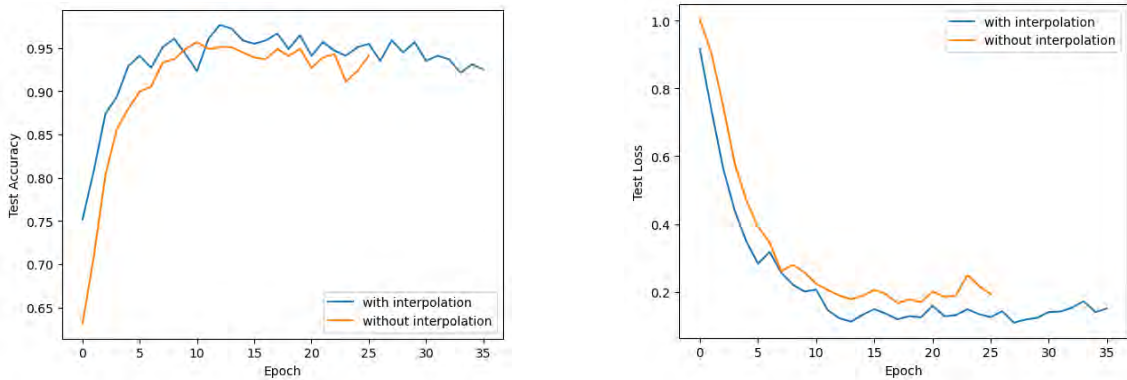 Test Accuracy
0.95
0.90
0.85
0.80
0.75
0.70
0.65
0 5 10 15 20 25 30 35
Epoch
with interpolation
without interpolation
Test Loss
1.0
0.8
0.6
0.4
0.2
0 5 10 15 20 25 30 35
Epoch
with interpolation
without interpolation